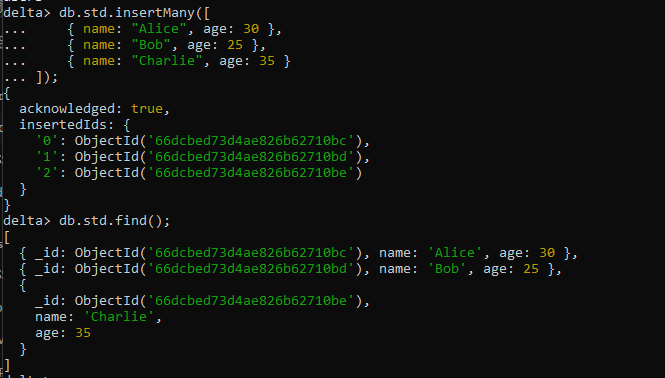 delta> db.std.insertMany([
...     { name: "Alice", age: 30 },
...     { name: "Bob", age: 25 },
...     { name: "Charlie", age: 35 }
... ]);
{
  acknowledged: true,
  insertedIds: {
    '0': ObjectId('66dcbed73d4ae826b62710bc'),
    '1': ObjectId('66dcbed73d4ae826b62710bd'),
    '2': ObjectId('66dcbed73d4ae826b62710be')
  }
}
delta> db.std.find();
[
  { _id: ObjectId('66dcbed73d4ae826b62710bc'), name: 'Alice', age: 30 },
  { _id: ObjectId('66dcbed73d4ae826b62710bd'), name: 'Bob', age: 25 },
  {
    _id: ObjectId('66dcbed73d4ae826b62710be'),
    name: 'Charlie',
    age: 35
  }
]